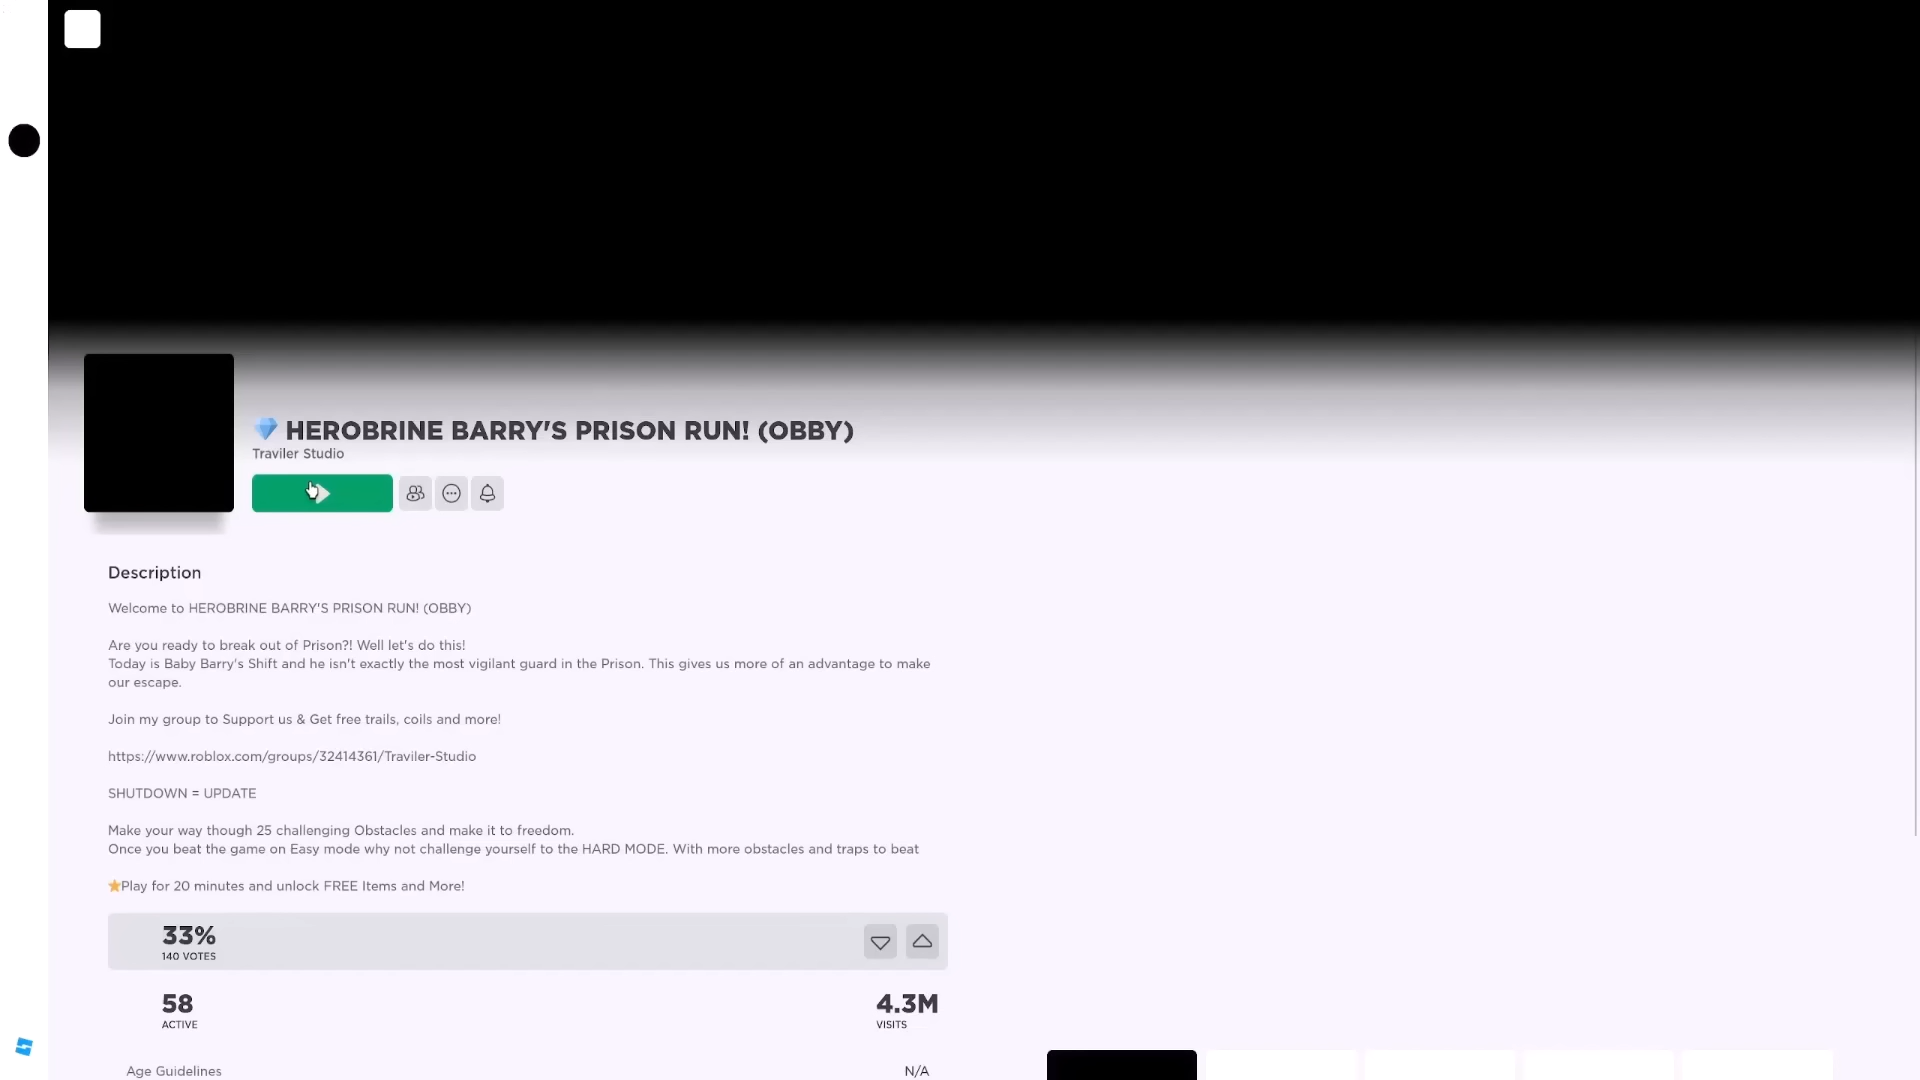 💎 HEROBRINE BARRY'S PRISON RUN! (OBBY)
Traviler Studio
Description
Welcome to HEROBRINE BARRY'S PRISON RUN! (OBBY)
Are you ready to break out of Prison?! Well let's do this!
Today is Baby Barry's Shift and he isn't exactly the most vigilant guard in the Prison. This gives us more of an advantage to make
our escape.
Join my group to Support us & Get free trails, coils and more!
https://www.roblox.com/groups/32414361/Traviler-Studio
SHUTDOWN = UPDATE
Make your way though 25 challenging Obstacles and make it to freedom.
Once you beat the game on Easy mode why not challenge yourself to the HARD MODE. With more obstacles and traps to beat
⭐Play for 20 minutes and unlock FREE Items and More!
33%
140 VOTES
58
ACTIVE
4.3M
VISITS
Age Guidelines
N/A